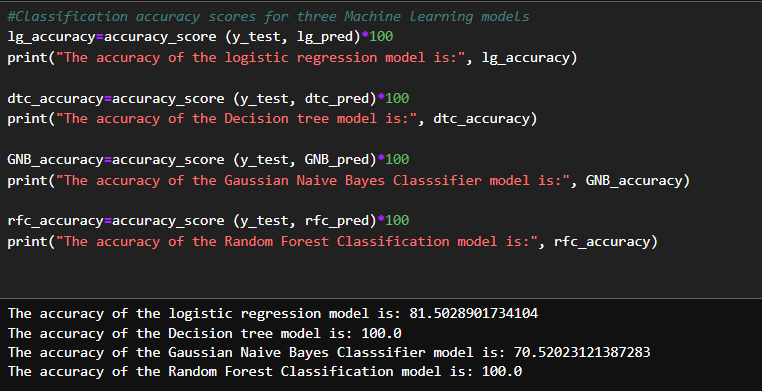 #Classification accuracy scores for three Machine learning models
lg_accuracy=accuracy_score (y_test, lg_pred)*100
print("The accuracy of the logistic regression model is:", lg_accuracy)
dtc_accuracy=accuracy_score (y_test, dtc_pred)*100
print("The accuracy of the Decision tree model is:", dtc_accuracy)
GNB_accuracy=accuracy_score (y_test, GNB_pred)*100
print("The accuracy of the Gaussian Naive Bayes Classsifier model is:", GNB_accuracy)
rfc_accuracy=accuracy_score (y_test, rfc_pred)*100
print("The accuracy of the Random Forest Classification model is:", rfc_accuracy)
The accuracy of the logistic regression model is: 81.5028901734104
The accuracy of the Decision tree model is: 100.0
The accuracy of the Gaussian Naive Bayes Classsifier model is: 70.52023121387283
The accuracy of the Random Forest Classification model is: 100.0